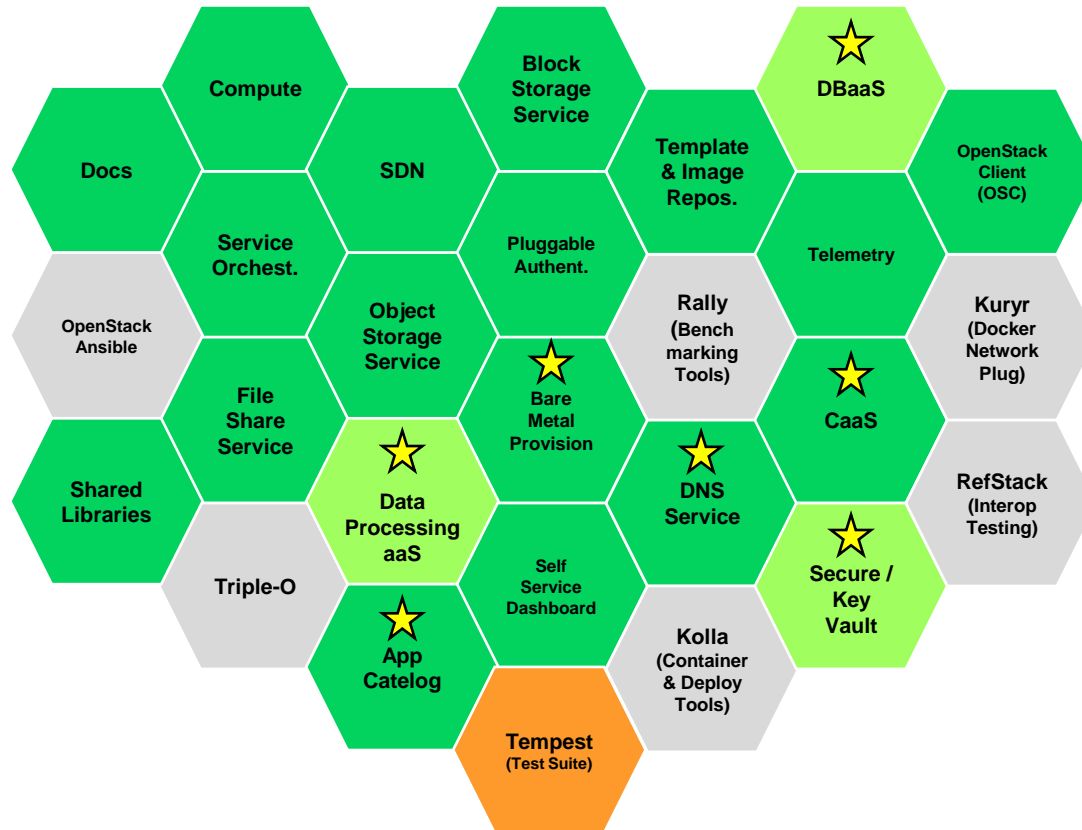 Compute
Block
Storage
Service
DBaaS
Docs
SDN
Template
& Image
Repos.
OpenStack
Client
(OSC)
Service
Orchest.
Pluggable
Authent.
Telemetry
OpenStack
Ansible
Object
Storage
Service
Rally
(Bench
marking
Tools)
Kuryr
(Docker
Network
Plug)
File
Share
Service
Bare
Metal
Provision
CaaS
Shared
Libraries
Data
Processing
aaS
DNS
Service
RefStack
(Interop
Testing)
Triple-O
Self
Service
Dashboard
Secure /
Key
Vault
App
Catelog
Kolla
(Container
& Deploy
Tools)
Tempest
(Test Suite)